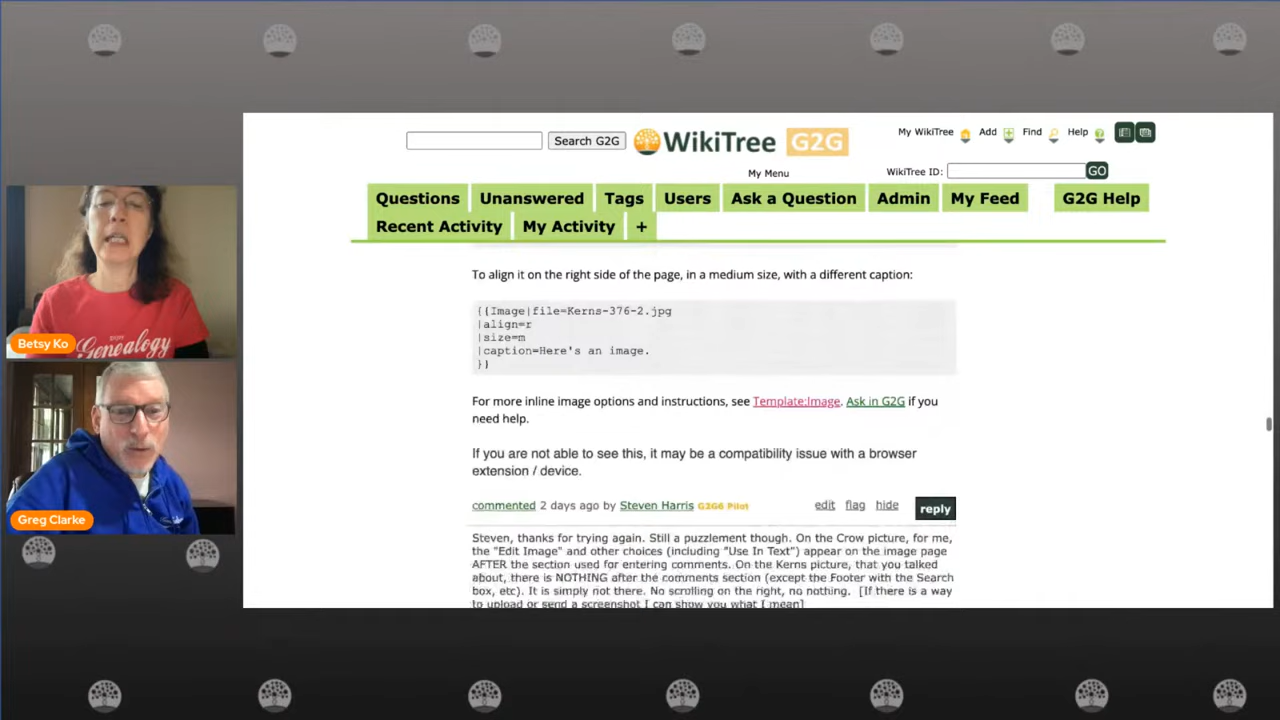 Search G2G
WikiTree G2G
My WikiTree Add Find Help
My Menu
WikiTree ID: GO
Questions Unanswered Tags Users Ask a Question Admin My Feed G2G Help
Recent Activity My Activity +
To align it on the right side of the page, in a medium size, with a different caption:
{{Image|file=Kerns-376-2.jpg
|align=r
|size=m
|caption=Here's an image.
}}
For more inline image options and instructions, see Template:Image. Ask in G2G if you
need help.
If you are not able to see this, it may be a compatibility issue with a browser
extension / device.
commented 2 days ago by Steven Harris G2G6 Pilot edit flag hide reply
Steven, thanks for trying again. Still a puzzlement though. On the Crow picture, for me,
the "Edit Image" and other choices (including "Use In Text") appear on the image page
AFTER the section used for entering comments. On the Kerns picture, that you talked
about, there is NOTHING after the comments section (except the Footer with the Search
box, etc). It is simply not there. No scrolling on the right, no nothing. [If there is a way
to upload or send a screenshot I can show you what I mean]
Genealogy
Betsy Ko
Greg Clarke